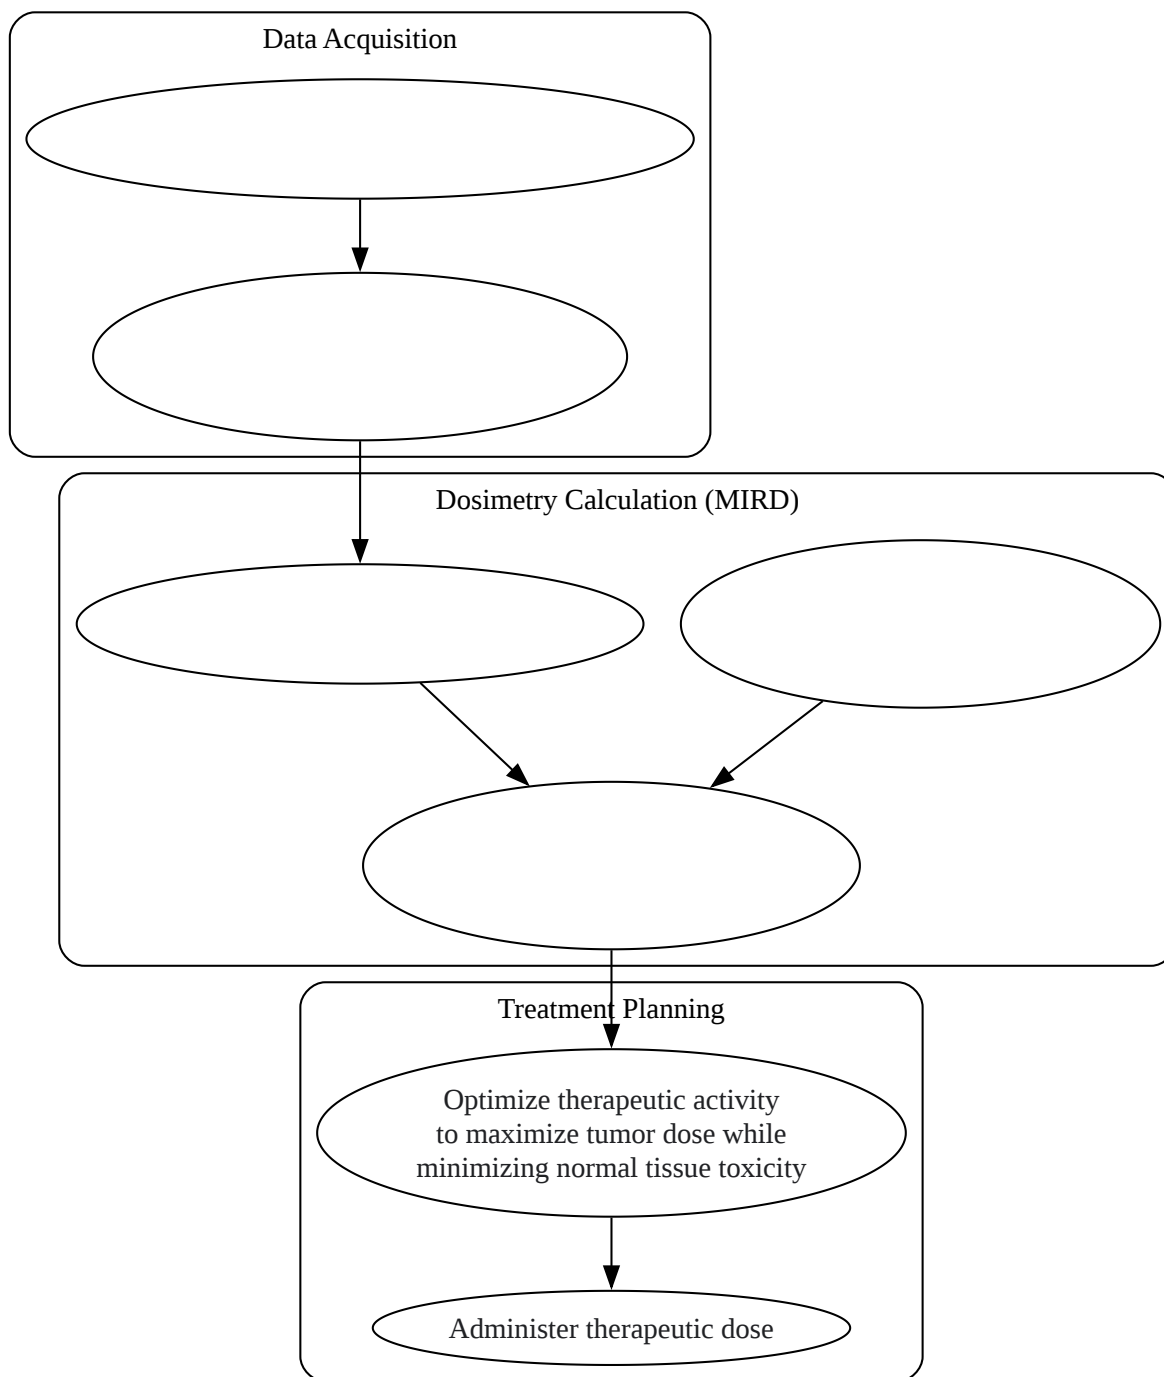 Data Acquisition
Dosimetry Calculation (MIRD)
Treatment Planning
Optimize therapeutic activity
to maximize tumor dose while
minimizing normal tissue toxicity
Administer therapeutic dose